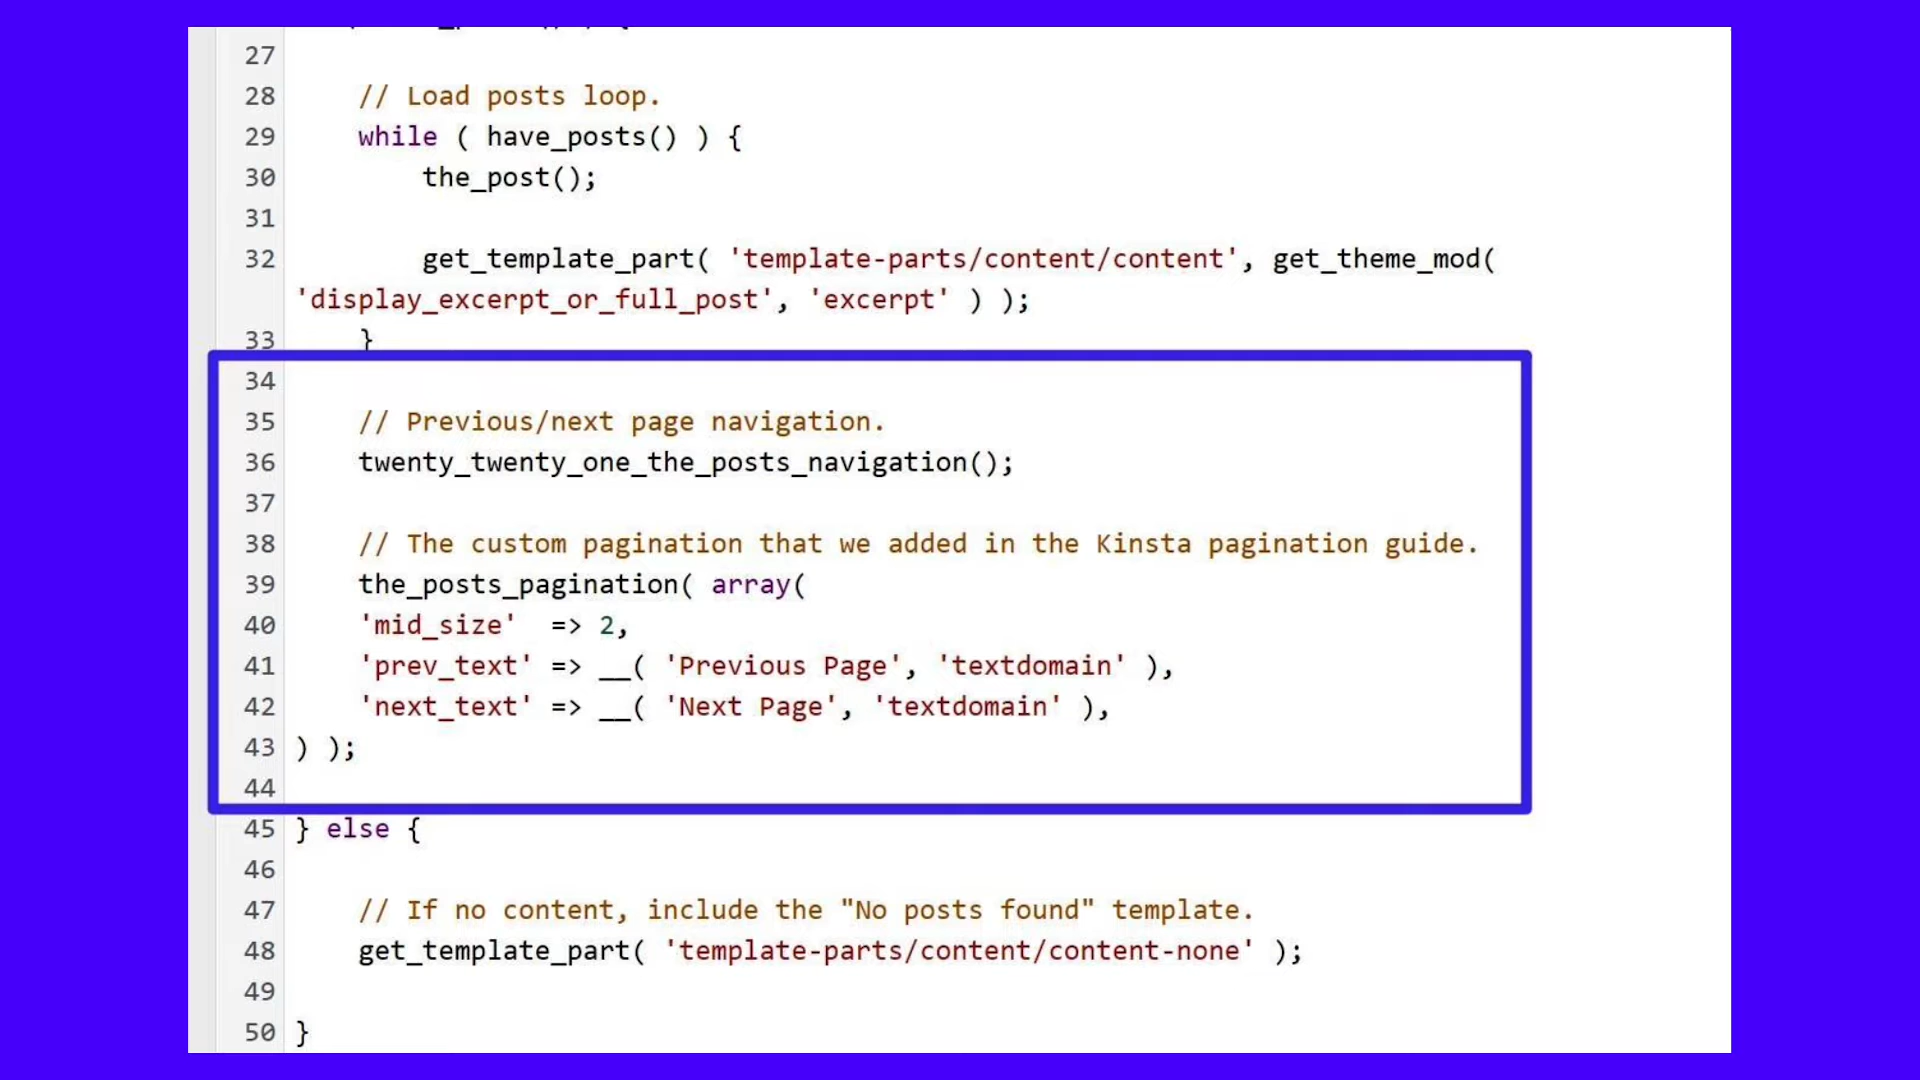 27
28 // Load posts loop.
29 while ( have_posts() ) {
30 the_post();
31
32 get_template_part( 'template-parts/content/content', get_theme_mod(
'display_excerpt_or_full_post', 'excerpt' ) );
33 }
34
35 // Previous/next page navigation.
36 twenty_twenty_one_the_posts_navigation();
37
38 // The custom pagination that we added in the Kinsta pagination guide.
39 the_posts_pagination( array(
40 'mid_size' => 2,
41 'prev_text' => __( 'Previous Page', 'textdomain' ),
42 'next_text' => __( 'Next Page', 'textdomain' ),
43 ) );
44
45 } else {
46
47 // If no content, include the "No posts found" template.
48 get_template_part( 'template-parts/content/content-none' );
49
50 }